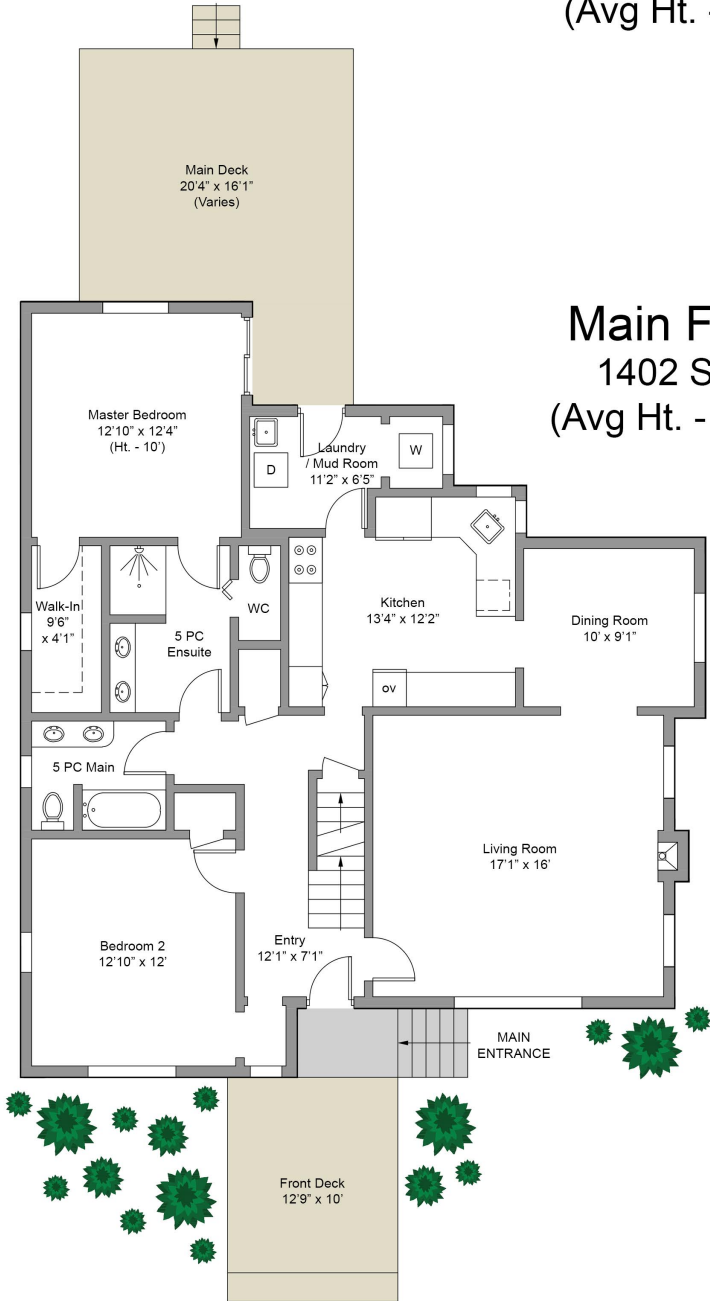 (Avg Ht. -
Main Deck
20'4" x 16'1"
(Varies)
Main F
1402 S
(Avg Ht. -
Master Bedroom
12'10" x 12'4"
(Ht. - 10')
Laundry
/ Mud Room
11'2" x 6'5"
D
W
Walk-In
9'6"
x 4'1"
5 PC
Ensuite
WC
Kitchen
13'4" x 12'2"
Dining Room
10' x 9'1"
ov
5 PC Main
Living Room
17'1" x 16'
Bedroom 2
12'10" x 12'
Entry
12'1" x 7'1"
MAIN
ENTRANCE
Front Deck
12'9" x 10'